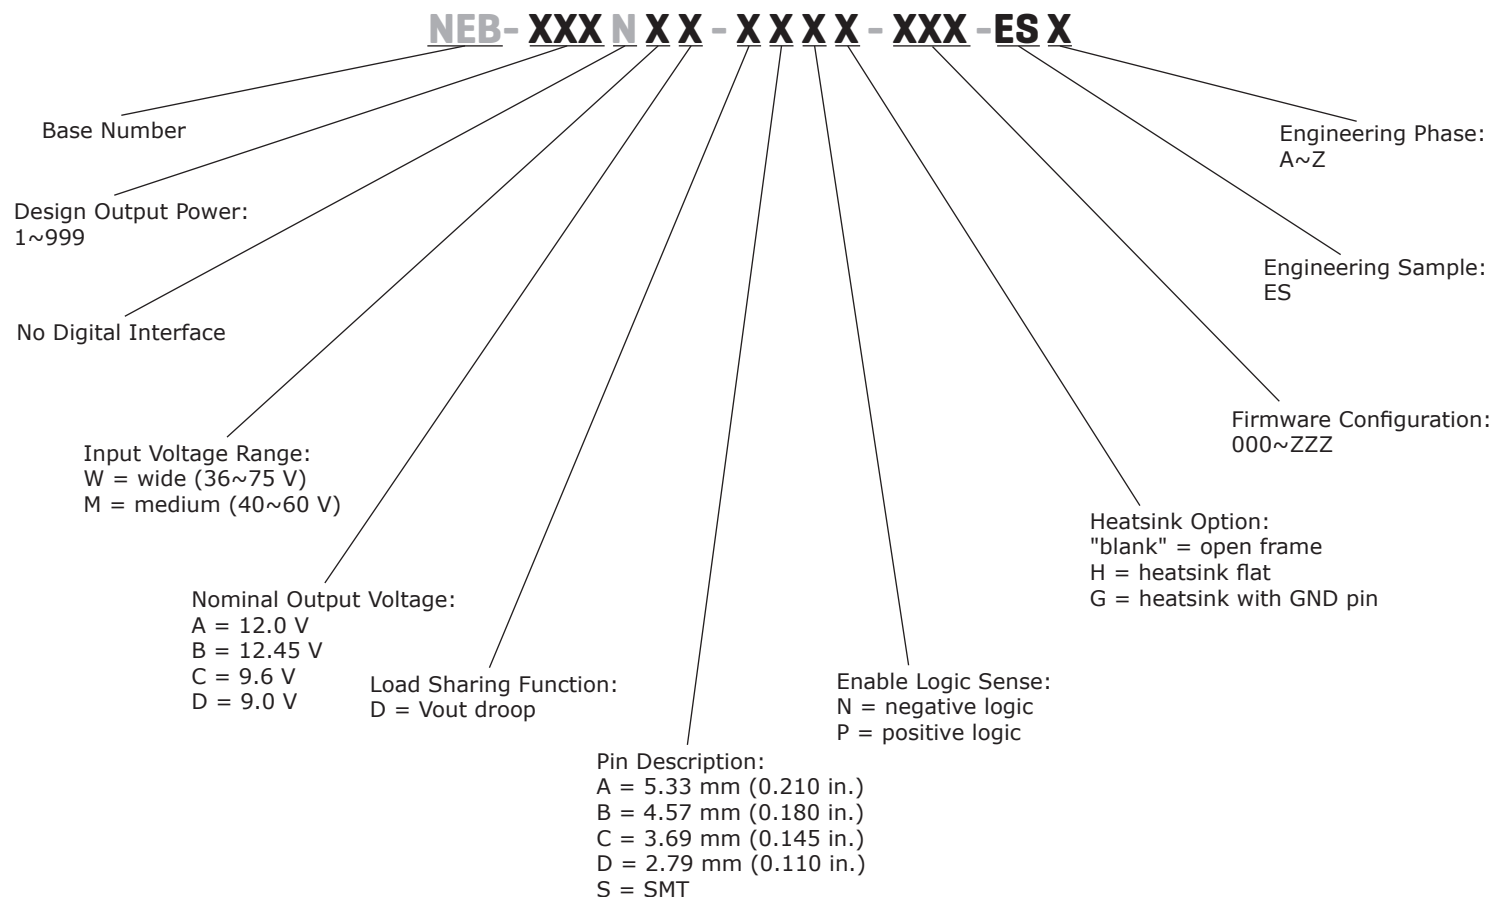 NEB- XXX N X X - X X X X - XXX -ES X
Base Number
Design Output Power:
1~999
No Digital Interface
Input Voltage Range:
W = wide (36~75 V)
M = medium (40~60 V)
Nominal Output Voltage:
A = 12.0 V
B = 12.45 V
C = 9.6 V
D = 9.0 V
Load Sharing Function:
D = Vout droop
Pin Description:
A = 5.33 mm (0.210 in.)
B = 4.57 mm (0.180 in.)
C = 3.69 mm (0.145 in.)
D = 2.79 mm (0.110 in.)
S = SMT
Enable Logic Sense:
N = negative logic
P = positive logic
Heatsink Option:
"blank" = open frame
H = heatsink flat
G = heatsink with GND pin
Firmware Configuration:
000~ZZZ
Engineering Sample:
ES
Engineering Phase:
A~Z